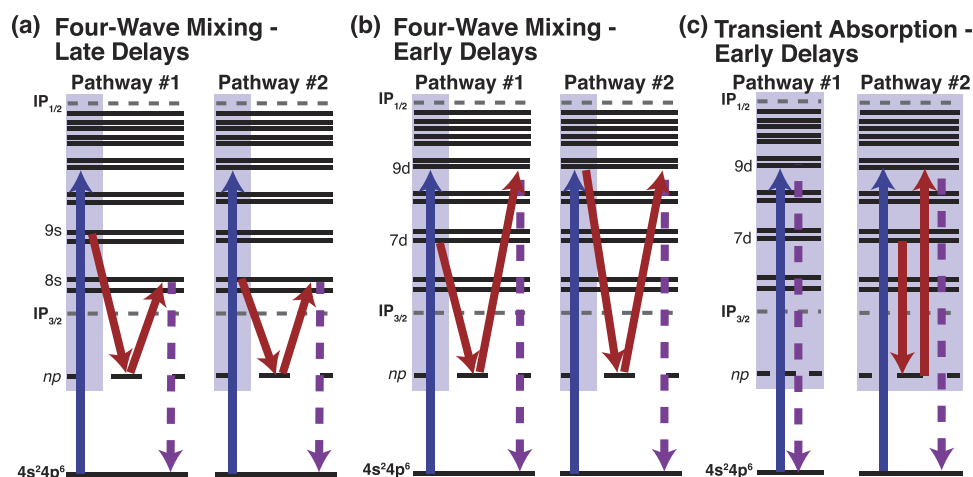 (a) Four-Wave Mixing -
Late Delays
Pathway #1 Pathway #2
IP1/2
9s
8s
IP3/2
np
4s²4p⁶
(b) Four-Wave Mixing -
Early Delays
Pathway #1 Pathway #2
IP1/2
9d
7d
IP3/2
np
4s²4p⁶
(c) Transient Absorption -
Early Delays
Pathway #1 Pathway #2
IP1/2
9d
7d
IP3/2
np
4s²4p⁶